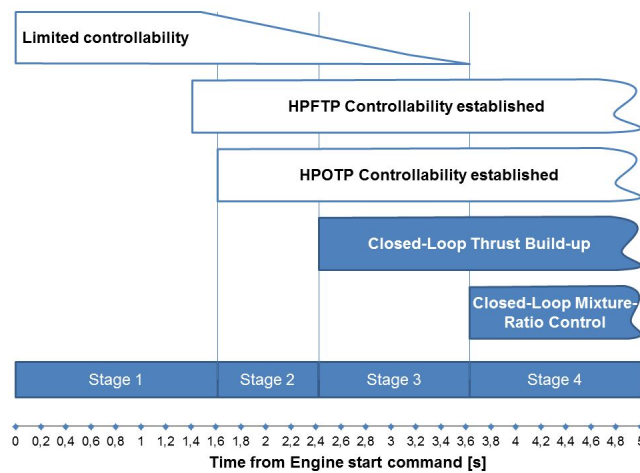 Limited controllability
HPFTP Controllability established
HPOTP Controllability established
Closed-Loop Thrust Build-up
Closed-Loop Mixture-
Ratio Control
Stage 1 Stage 2 Stage 3 Stage 4
0 0,2 0,4 0,6 0,8 1 1,2 1,4 1,6 1,8 2 2,2 2,4 2,6 2,8 3 3,2 3,4 3,6 3,8 4 4,2 4,4 4,6 4,8 5
Time from Engine start command [s]